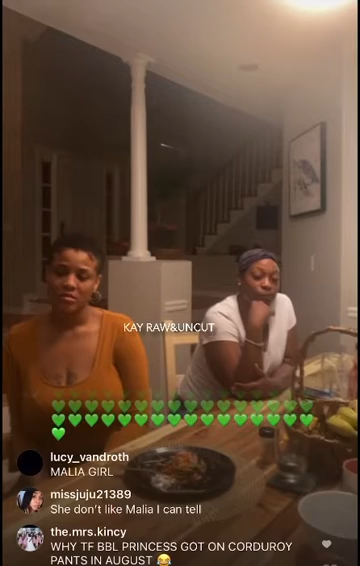 KAY RAW&UNCUT
💚💚💚💚💚💚💚💚💚💚💚💚💚
💚💚💚💚💚💚💚💚💚💚💚💚💚
💚
lucy_vandroth
MALIA GIRL
missjuju21389
She don't like Malia I can tell
the.mrs.kincy
WHY TF BBL PRINCESS GOT ON CORDUROY
PANTS IN AUGUST 😂